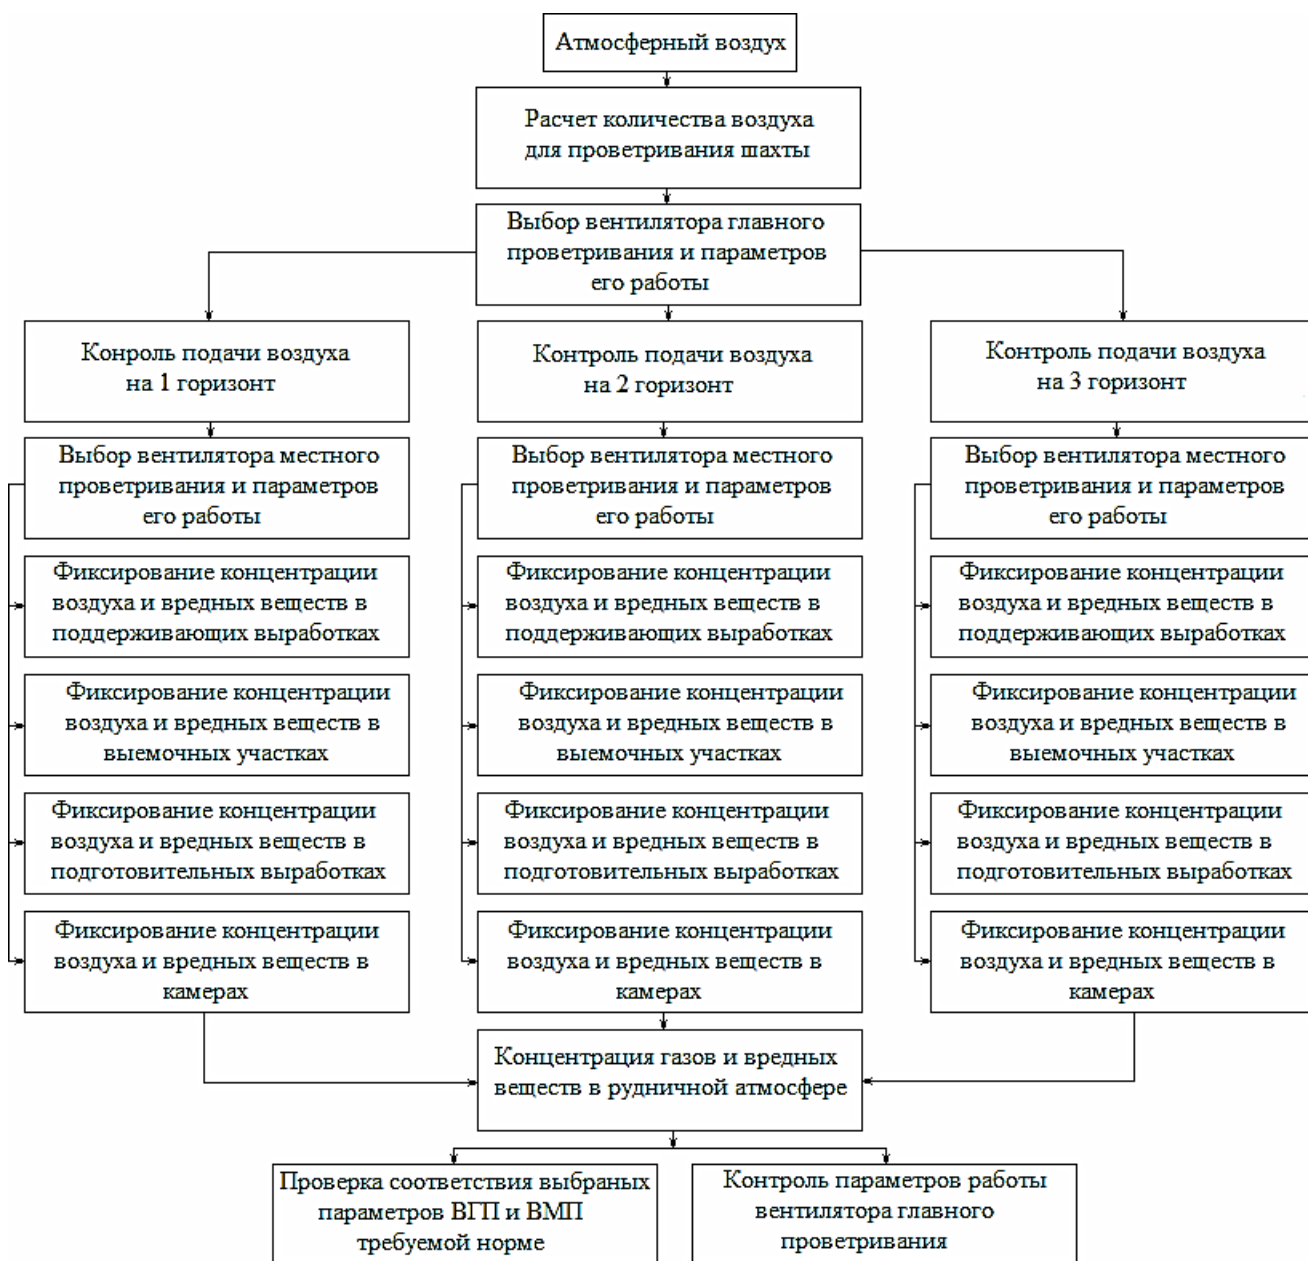 Атмосферный воздух
Расчет количества воздуха
для проветривания шахты
Выбор вентилятора главного
проветривания и параметров
его работы
Конроль подачи воздуха
на 1 горизонт
Контроль подачи воздуха
на 2 горизонт
Контроль подачи воздуха
на 3 горизонт
Выбор вентилятора местного
проветривания и параметров
его работы
Выбор вентилятора местного
проветривания и параметров
его работы
Выбор вентилятора местного
проветривания и параметров
его работы
Фиксирование концентрации
воздуха и вредных веществ в
поддерживающих выработках
Фиксирование концентрации
воздуха и вредных веществ в
поддерживающих выработках
Фиксирование концентрации
воздуха и вредных веществ в
поддерживающих выработках
Фиксирование концентрации
воздуха и вредных веществ в
выемочных участках
Фиксирование концентрации
воздуха и вредных веществ в
выемочных участках
Фиксирование концентрации
воздуха и вредных веществ в
выемочных участках
Фиксирование концентрации
воздуха и вредных веществ в
подготовительных выработках
Фиксирование концентрации
воздуха и вредных веществ в
подготовительных выработках
Фиксирование концентрации
воздуха и вредных веществ в
подготовительных выработках
Фиксирование концентрации
воздуха и вредных веществ в
камерах
Фиксирование концентрации
воздуха и вредных веществ в
камерах
Фиксирование концентрации
воздуха и вредных веществ в
камерах
Концентрация газов и вредных
веществ в рудничной атмосфере
Проверка соответствия выбраных
параметров ВГП и ВМП
требуемой норме
Контроль параметров работы
вентилятора главного
проветривания